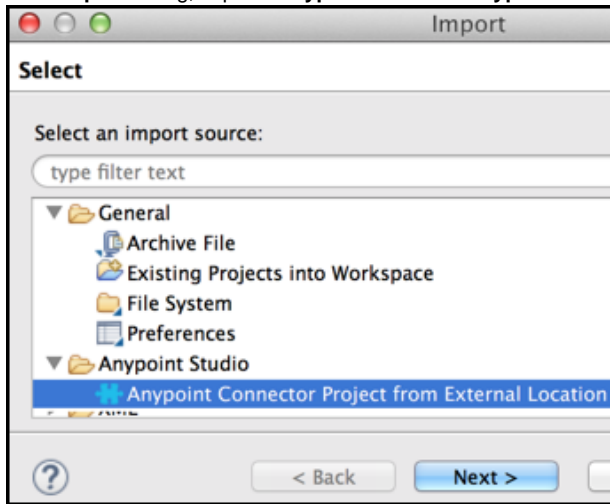 Import
Select
Select an import source:
type filter text
General
Archive File
Existing Projects into Workspace
File System
Preferences
Anypoint Studio
Anypoint Connector Project from External Location
?
< Back
Next >